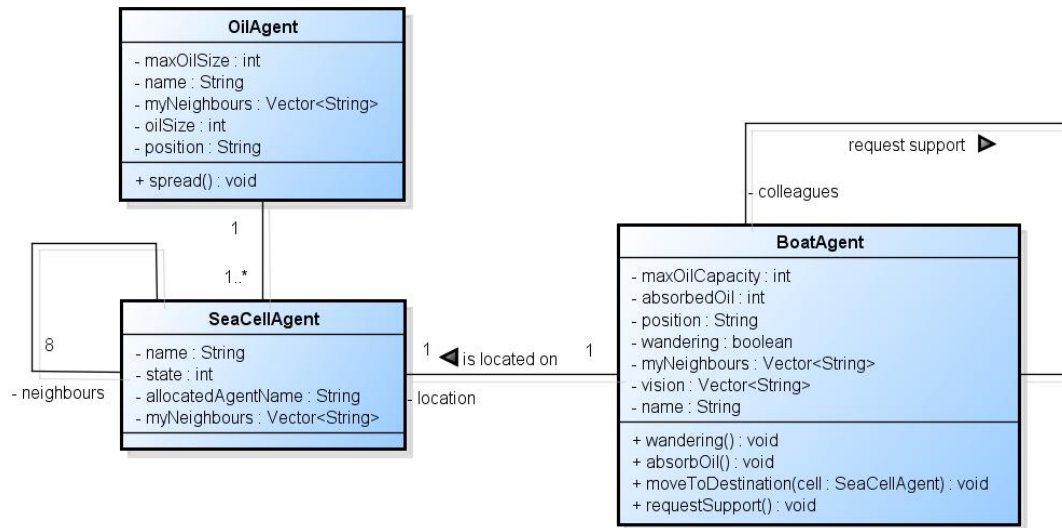 OilAgent
- maxOilSize : int
- name : String
- myNeighbours : Vector<String>
- oilSize : int
- position : String
+ spread() : void
1
1..*
SeaCellAgent
- name : String
- state : int
- allocatedAgentName : String
- myNeighbours : Vector<String>
8
- neighbours
1
is located on
1
- location
request support
- colleagues
BoatAgent
- maxOilCapacity : int
- absorbedOil : int
- position : String
- wandering : boolean
- myNeighbours : Vector<String>
- vision : Vector<String>
- name : String
+ wandering() : void
+ absorbOil() : void
+ moveToDestination(cell : SeaCellAgent) : void
+ requestSupport() : void